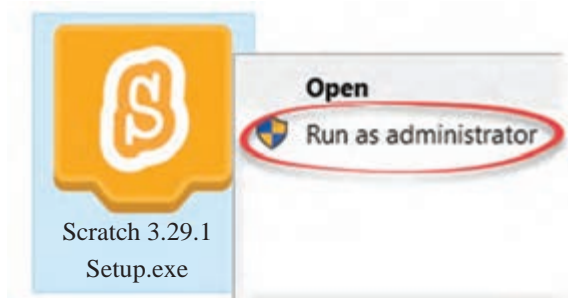 S
Open
Run as administrator
Scratch 3.29.1
Setup.exe